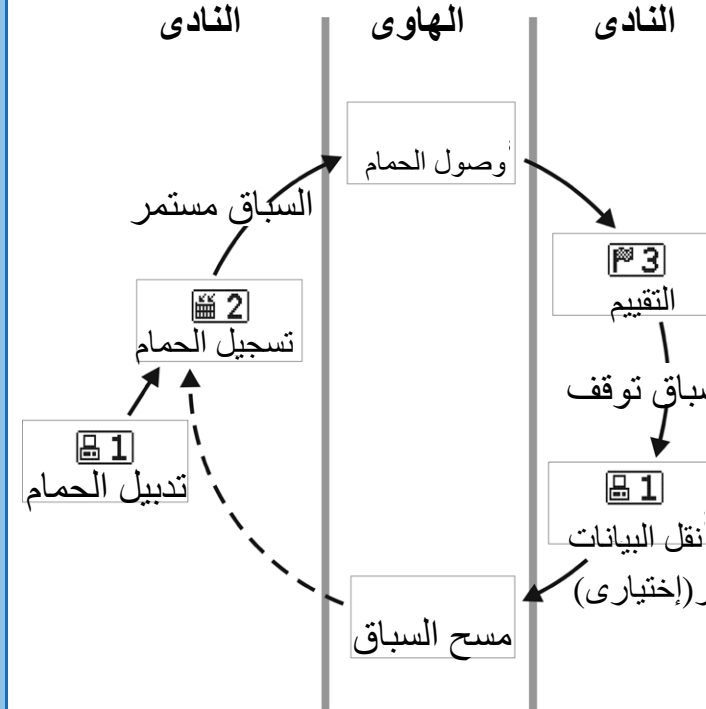 النادى
الهاوى
النادى
وصول الحمام
السباق مستمر
3
التقييم
2
تسجيل الحمام
توقف
1
تدبيل الحمام
1
نقل البيانات
(إختيارى)
مسح السباق